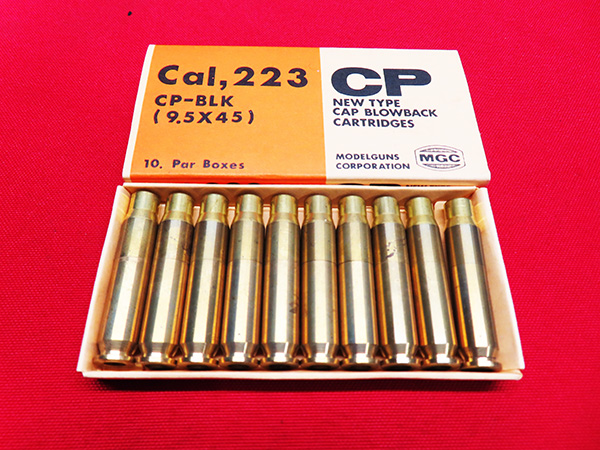 Cal,223
CP-BLK
(9.5X45)
10. Par Boxes
CP
NEW TYPE
CAP BLOWBACK
CARTRIDGES
MODELGUNS
CORPORATION
MGC